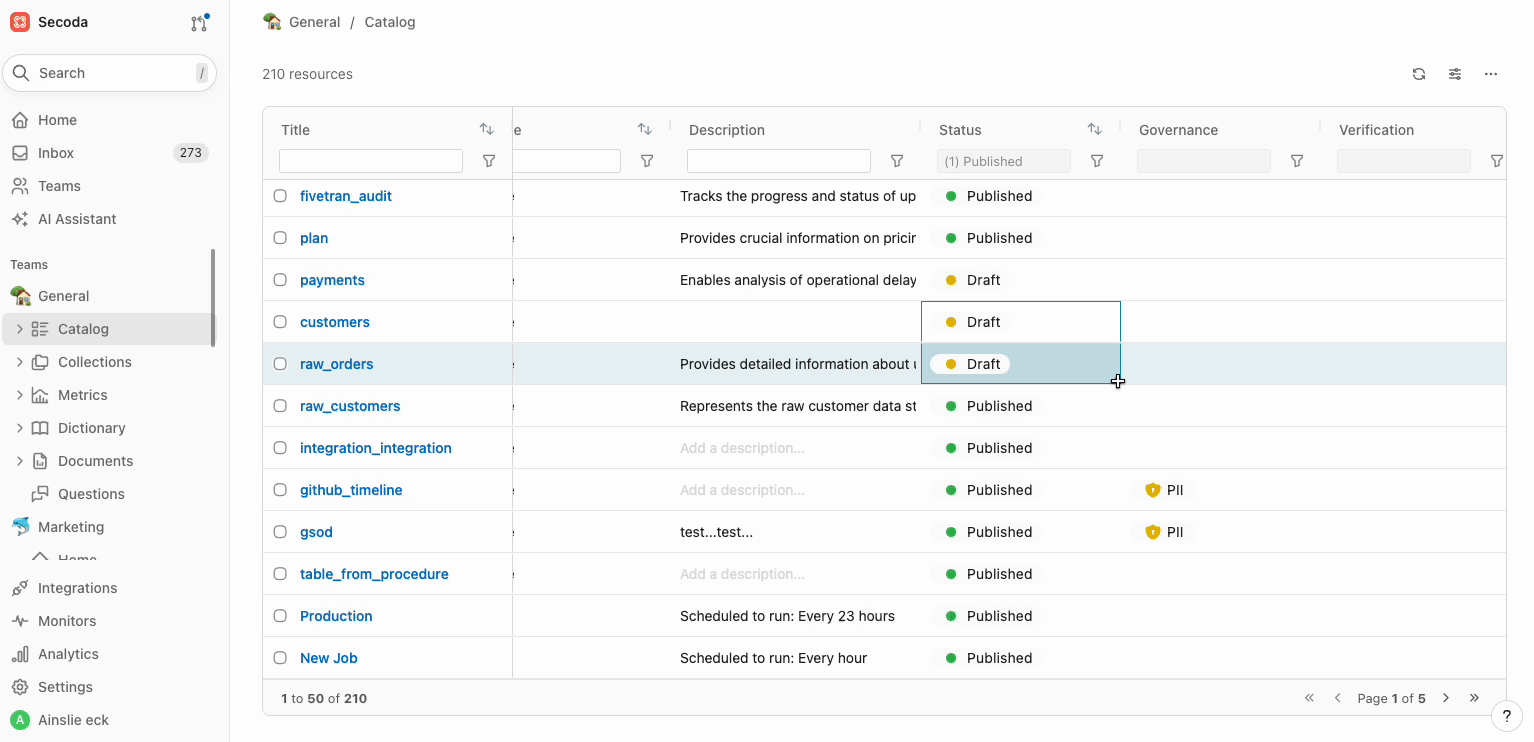 Secoda
Search /
Home
Inbox 273
Teams
AI Assistant
Teams
General
Catalog
Collections
Metrics
Dictionary
Documents
Questions
Marketing
Home
Integrations
Monitors
Analytics
Settings
A Ainslie eck
General / Catalog
210 resources
Title e Description Status Governance Verification
(1) Published
fivetran_audit e Tracks the progress and status of up Published
plan e Provides crucial information on pricin Published
payments e Enables analysis of operational delay Draft
customers e Draft
raw_orders e Provides detailed information about u Draft
raw_customers e Represents the raw customer data st Published
integration_integration e Add a description... Published
github_timeline e Add a description... Published PII
gsod e test...test... Published PII
table_from_procedure e Add a description... Published
Production Scheduled to run: Every 23 hours Published
New Job Scheduled to run: Every hour Published
1 to 50 of 210 Page 1 of 5
?